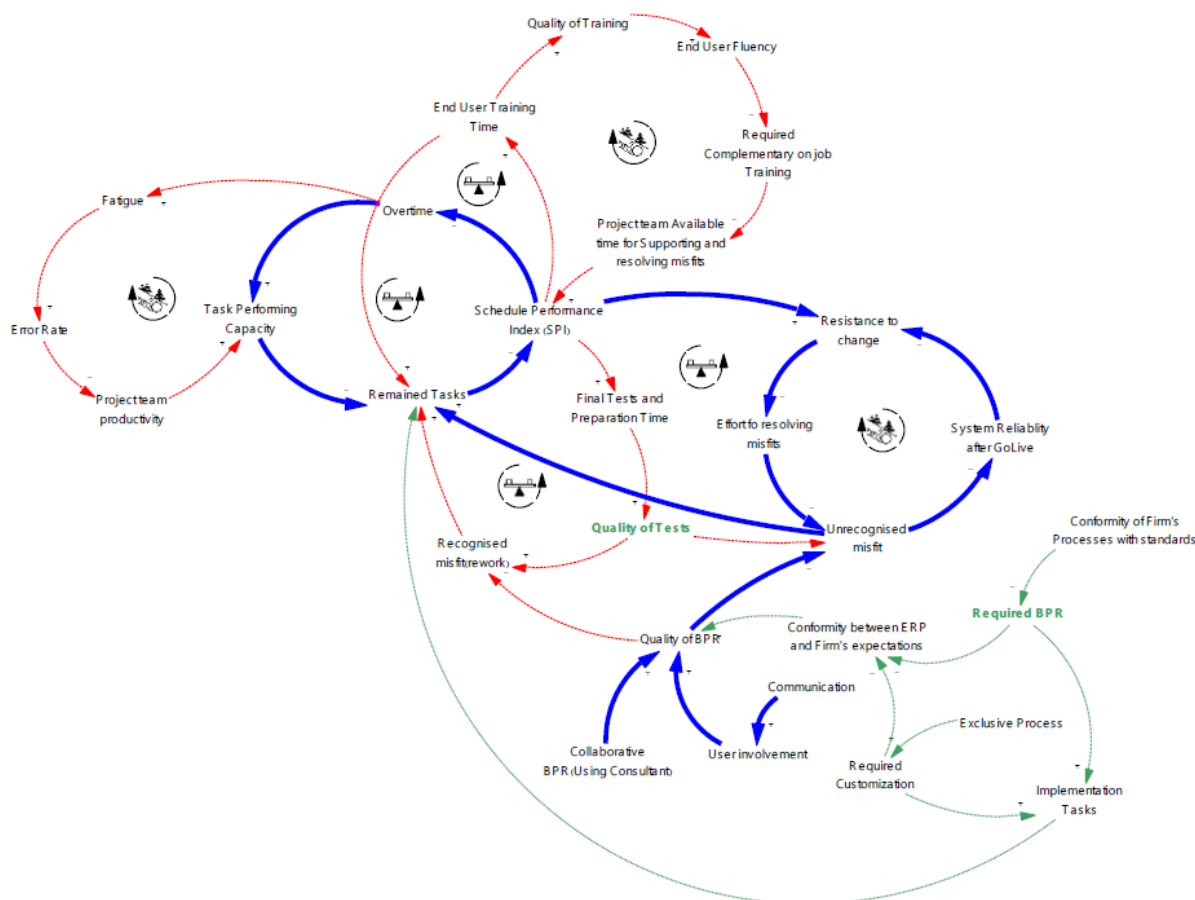 Quality of Training
End User Fluency
End User Training
Time
Required
Complementary on job
Training
Fatigue
Overtime
Project team Available
time for Supporting and
resolving misfits
Error Rate
Task Performing
Capacity
Schedule Performance
Index (SPI)
Resistance to
change
Project team
productivity
Remained Tasks
Final Tests and
Preparation Time
Effort fo resolving
misfits
System Reliablity
after GoLive
Quality of Tests
Unrecognised
misfit
Conformity of Firm's
Processes with standards
Recognised
misfit(rework)
Required BPR
Quality of BPR
Conformity between ERP
and Firm's expectations
Communication
Exclusive Process
Collaborative
BPR (Using Consultant)
User involvement
Required
Customization
Implementation
Tasks